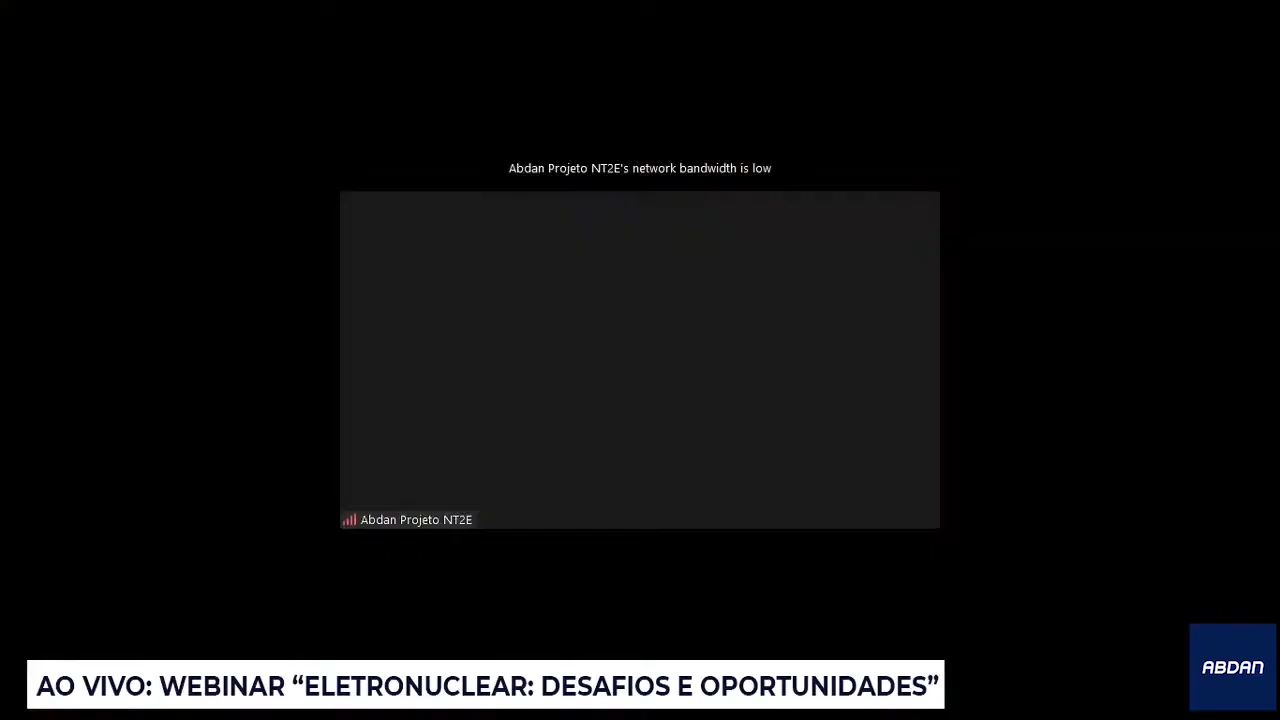 Abdan Projeto NT2E's network bandwidth is low
Abdan Projeto NT2E
AO VIVO: WEBINAR “ELETRONUCLEAR: DESAFIOS E OPORTUNIDADES”
ABDAN